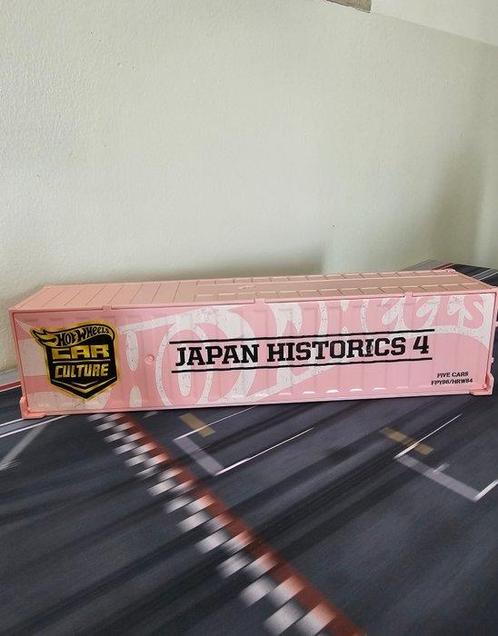 HOT WHEELS
CAR
CULTURE
HOT WHEELS
JAPAN HISTORICS 4
FIVE CARS
FPY86/HRW84